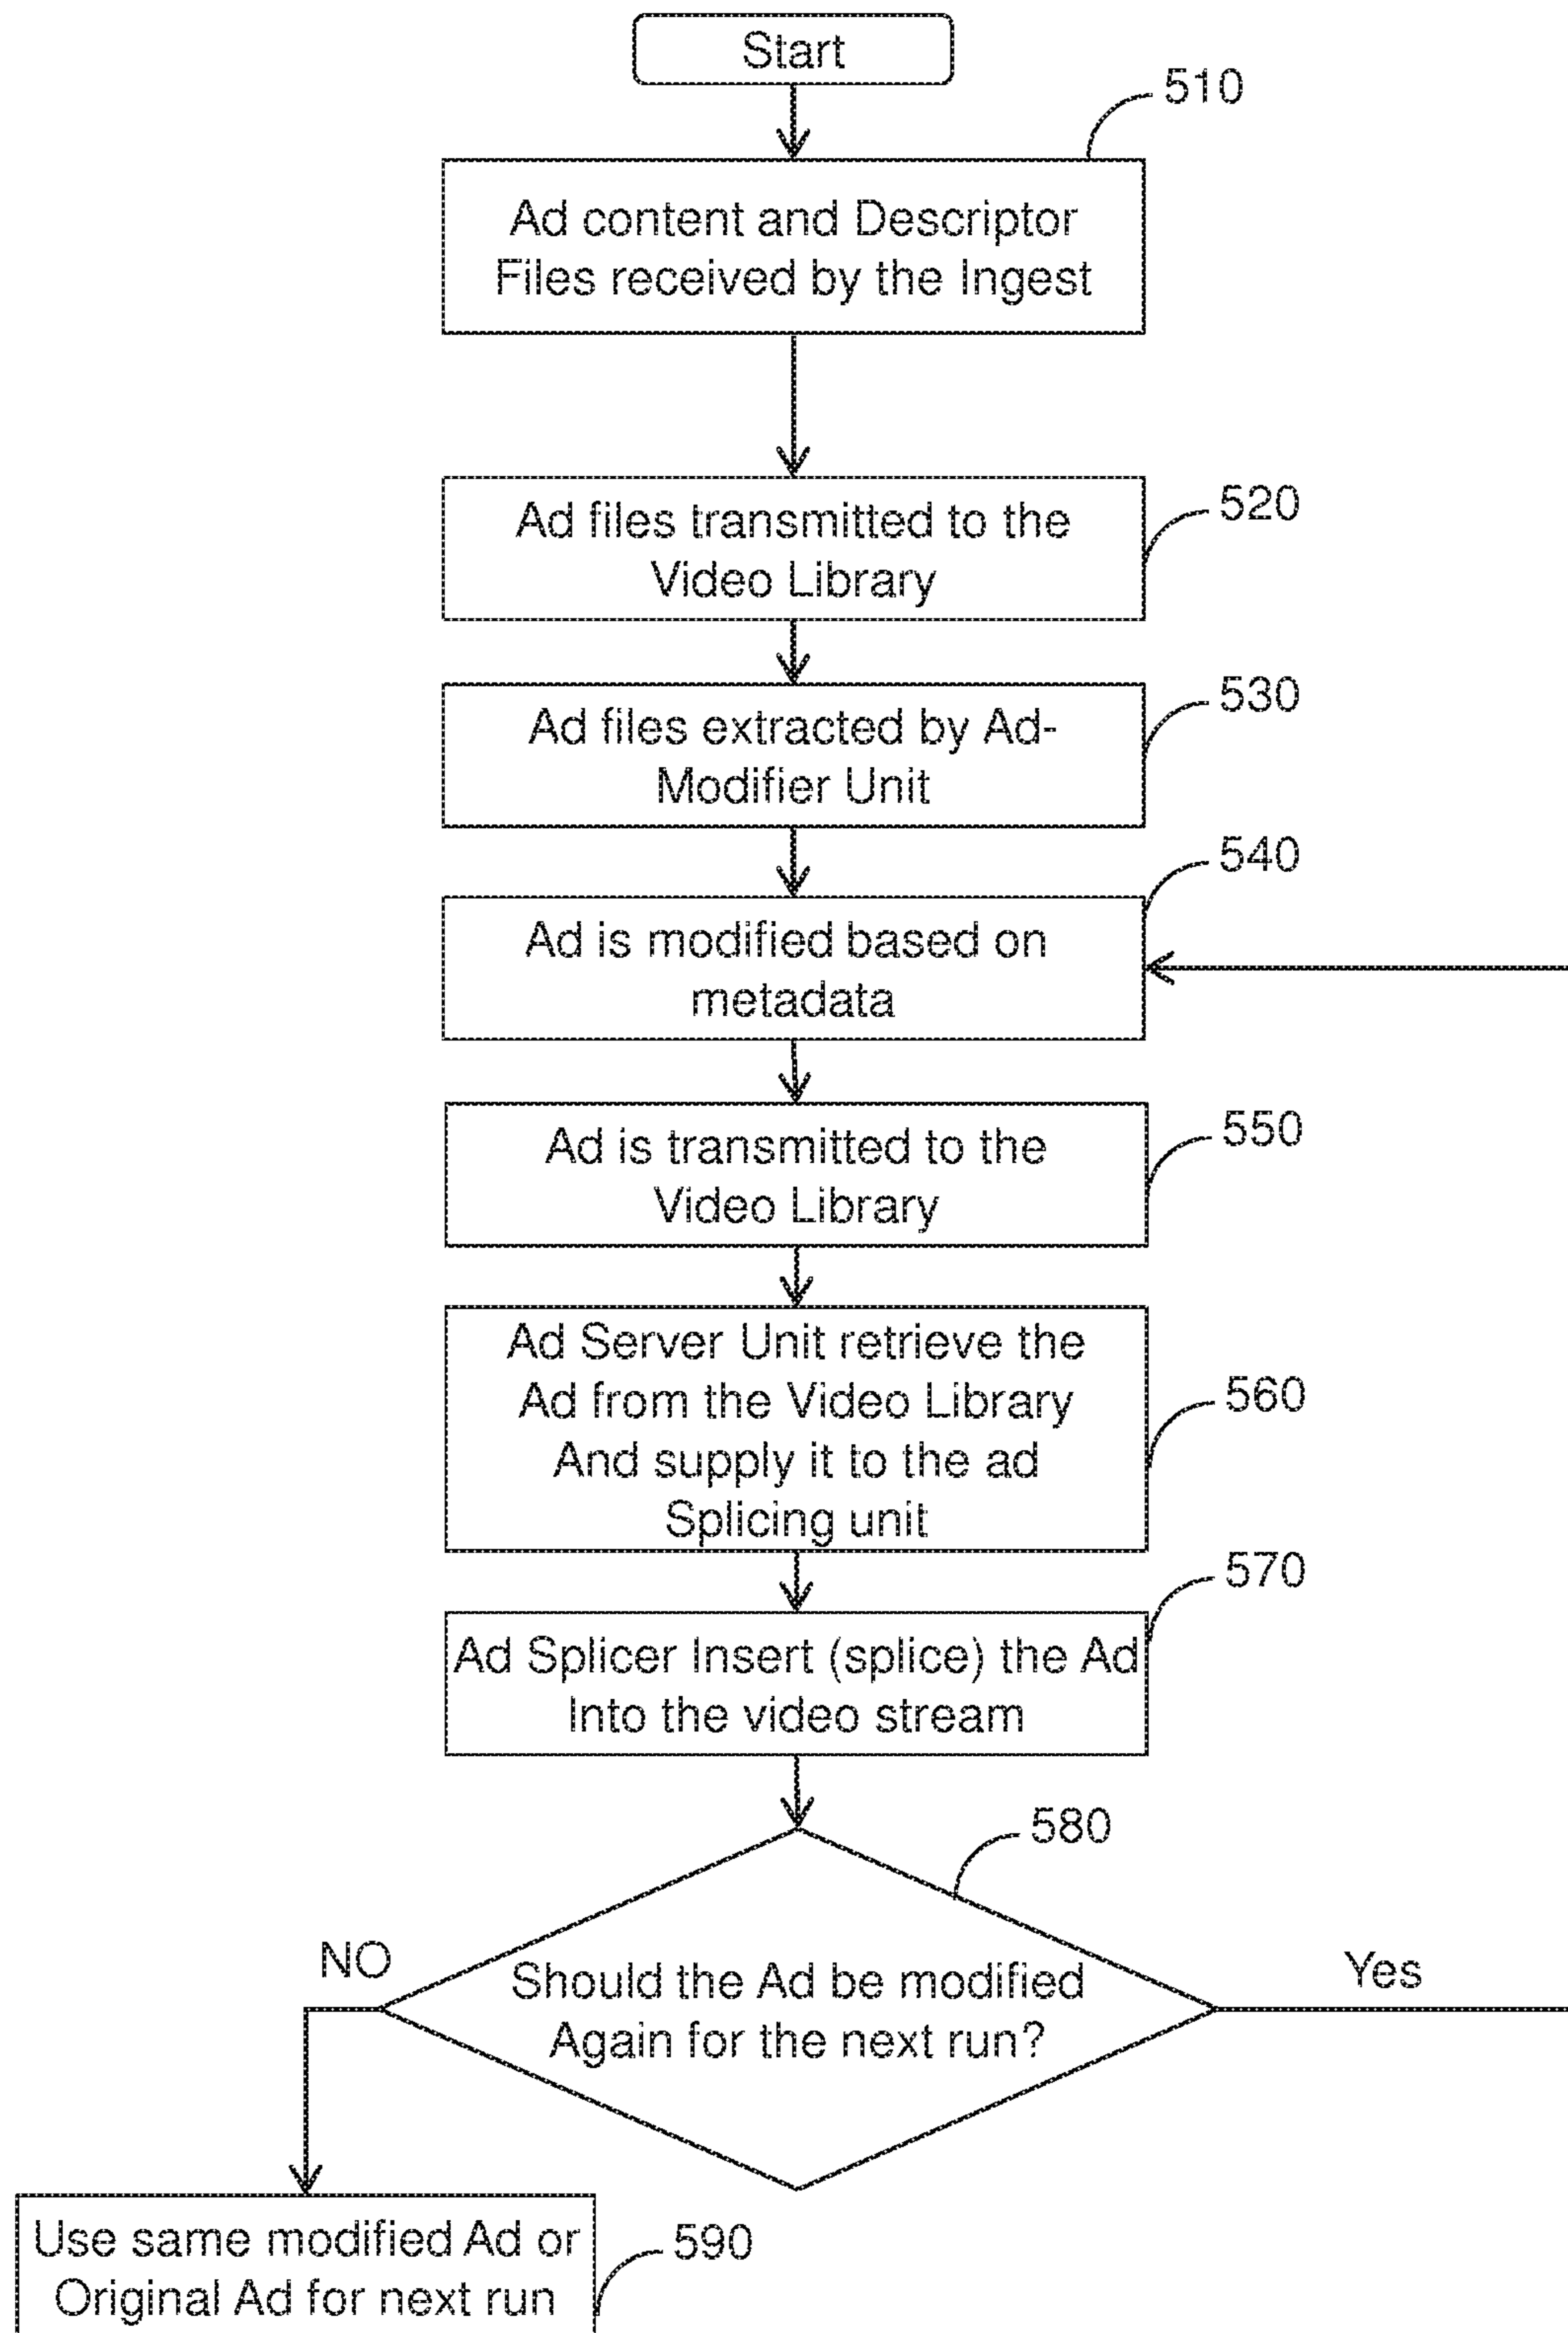 Start
510
Ad content and Descriptor
Files received by the Ingest
520
Ad files transmitted to the
Video Library
530
Ad files extracted by Ad-
Modifier Unit
540
Ad is modified based on
metadata
550
Ad is transmitted to the
Video Library
Ad Server Unit retrieve the
Ad from the Video Library
560
And supply it to the ad
Splicing unit
570
Ad Splicer Insert (splice) the Ad
Into the video stream
580
NO
Yes
Should the Ad be modified
Again for the next run?
Use same modified Ad or
590
Original Ad for next run